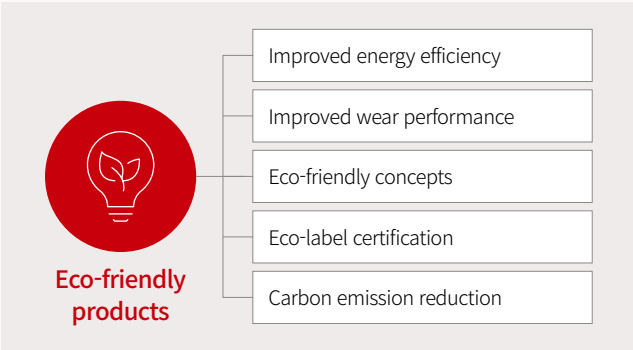 Improved energy efficiency
Improved wear performance
Eco-friendly concepts
Eco-label certification
Carbon emission reduction
Eco-friendly
products